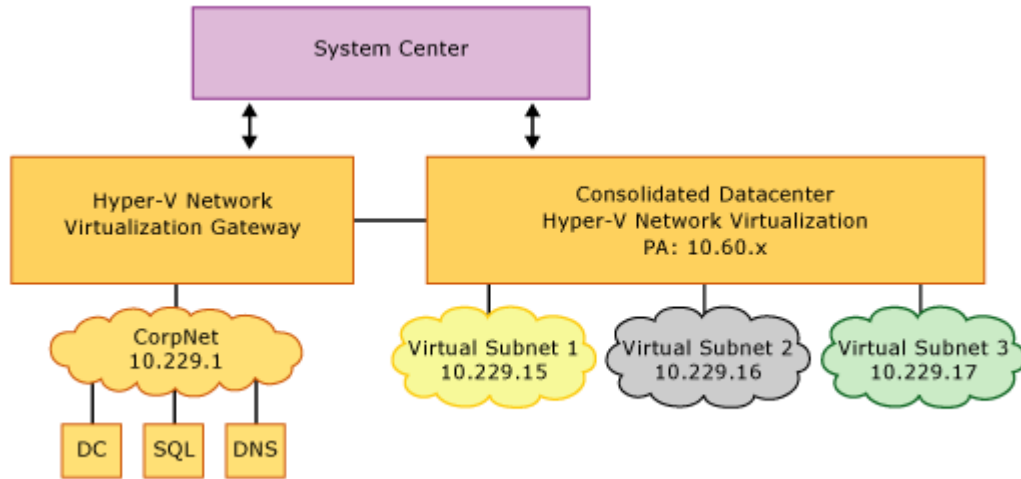 System Center
Hyper-V Network
Virtualization Gateway
Consolidated Datacenter
Hyper-V Network Virtualization
PA: 10.60.x
CorpNet
10.229.1
Virtual Subnet 1
10.229.15
Virtual Subnet 2
10.229.16
Virtual Subnet 3
10.229.17
DC
SQL
DNS